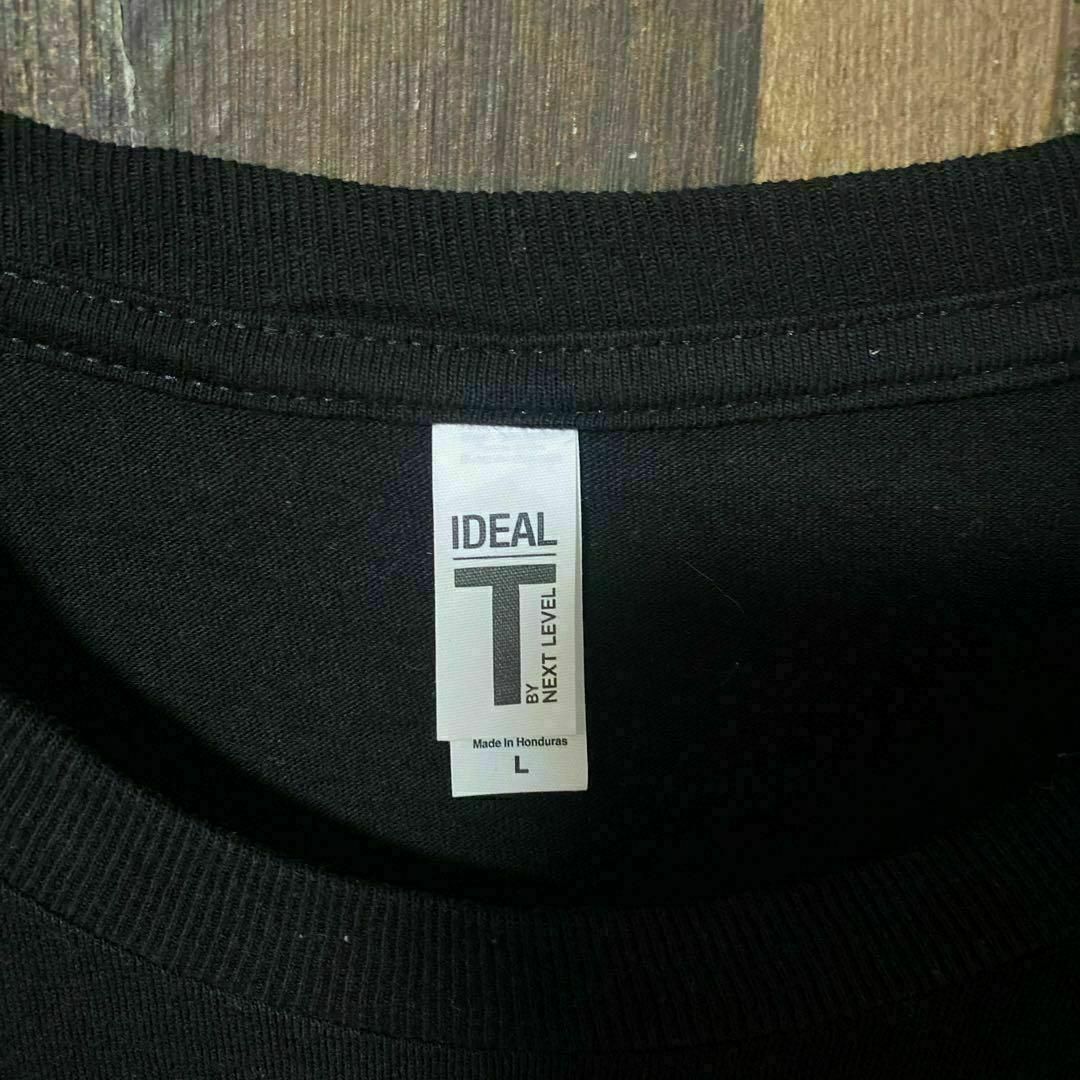 IDEAL
T
BY
NEXT LEVEL
Made In Honduras
L